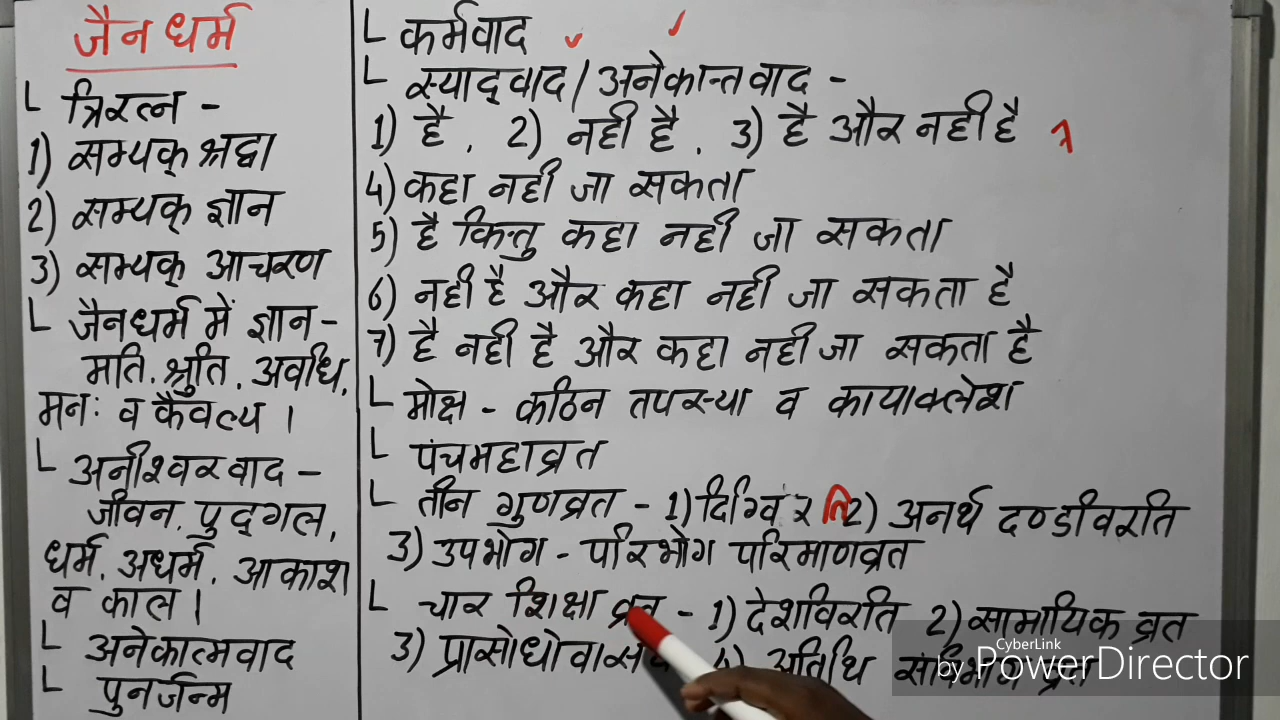 जैन धर्म
└ त्रिरत्न -
1) सम्यक् श्रद्वा
2) सम्यक् ज्ञान
3) सम्यक् आचरण
└ जैनधर्म में ज्ञान -
मति. श्रुति. अवधि.
मनः व कैवल्य ।
└ अनीश्वरवाद -
जीवन. पुद्गल.
धर्म. अधर्म. आकाश
व काल ।
└ अनेकात्मवाद
└ पुनर्जन्म
└ कर्मवाद
└ स्याद्वाद / अनेकान्तवाद -
1) है . 2) नही है . 3) है और नही है
4) कहा नही जा सकता
5) है किन्तु कहा नही जा सकता
6) नही है और कहा नही जा सकता है
7) है नही है और कहा नही जा सकता है
└ मोक्ष - कठिन तपस्या व कायाक्लेश
└ पंचमहाव्रत
└ तीन गुणव्रत - 1) दिग्विरति 2) अनर्थ दण्डविरति
3) उपभोग - परिभोग परिमाणव्रत
└ चार शिक्षा व्रत - 1) देशविरति 2) सामायिक व्रत
3) 4) अतिथि संविभाग व्रत
CyberLink
by PowerDirector